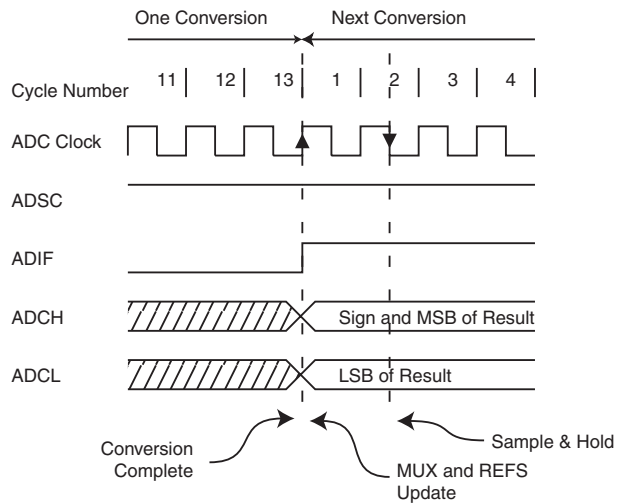 One Conversion Next Conversion
Cycle Number 11 12 13 1 2 3 4
ADC Clock
ADSC
ADIF
ADCH Sign and MSB of Result
ADCL LSB of Result
Conversion
Complete
MUX and REFS
Update
Sample & Hold